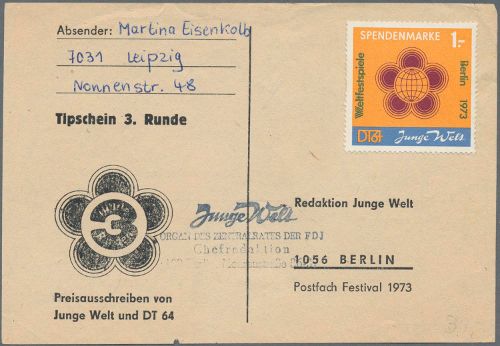 Absender: Martina Eisenkolb
7031 Leipzig
Nonnenstr. 48
SPENDENMARKE 1,-
Weltfestspiele
Berlin 1973
DT64 Junge Welt
Tipschein 3. Runde
3
Junge Welt
ORGAN DES ZENTRALRATES DER FDJ
Chefredaktion
Redaktion Junge Welt
1056 BERLIN
Postfach Festival 1973
Preisausschreiben von
Junge Welt und DT 64